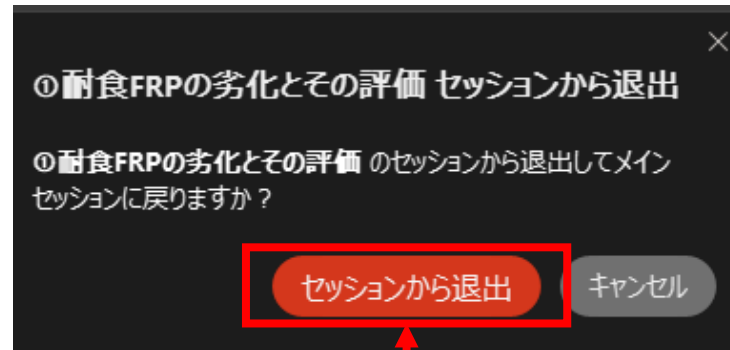 ①耐食FRPの劣化とその評価 セッションから退出
①耐食FRPの劣化とその評価 のセッションから退出してメイン
セッションに戻りますか？
セッションから退出
キャンセル